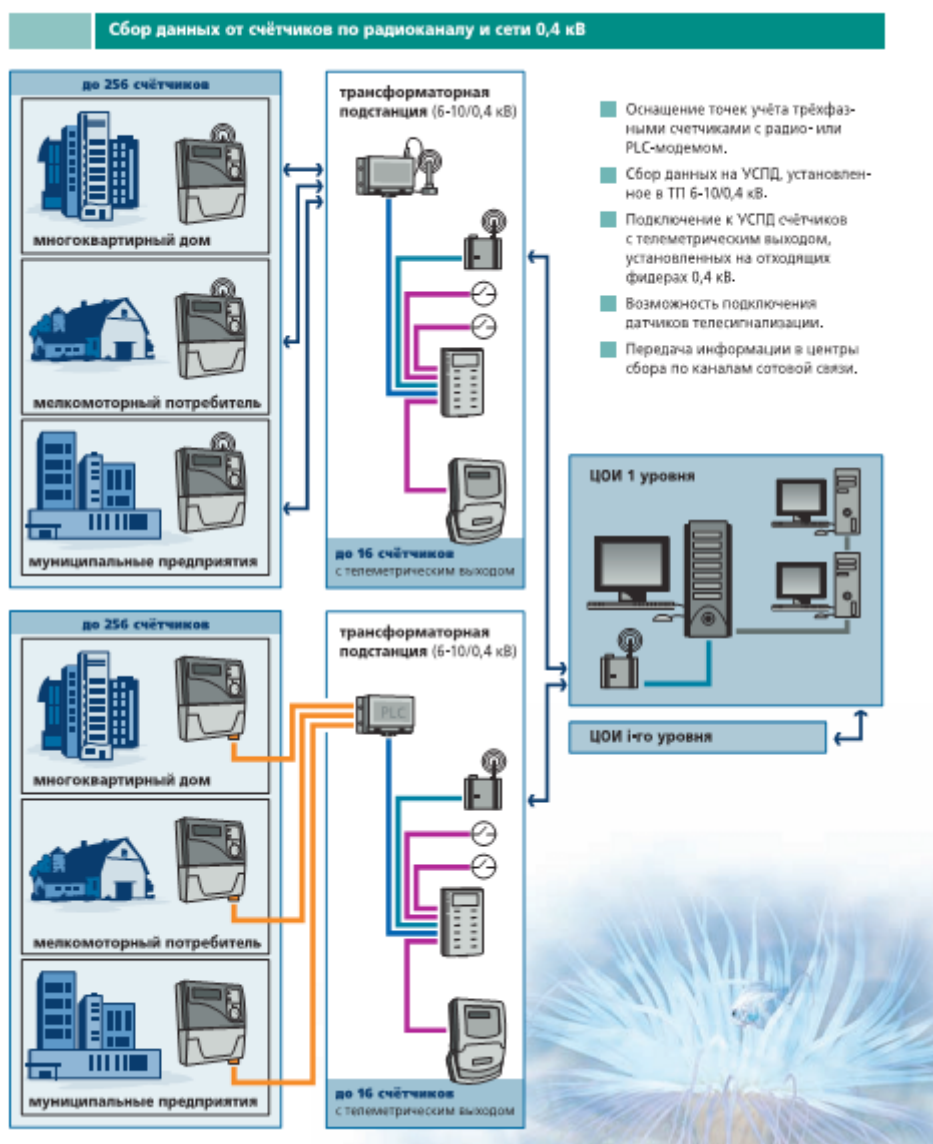 Сбор данных от счётчиков по радиоканалу и сети 0,4 кВ
до 256 счётчиков
многоквартирный дом
мелкомоторный потребитель
муниципальные предприятия
трансформаторная
подстанция (6-10/0,4 кВ)
до 16 счётчиков
с телеметрическим выходом
Оснащение точек учёта трёхфаз-
ными счетчиками с радио- или
PLC-модемом.
Сбор данных на УСПД, установлен-
ное в ТП 6-10/0,4 кВ.
Подключение к УСПД счётчиков
с телеметрическим выходом,
установленных на отходящих
фидерах 0,4 кВ.
Возможность подключения
датчиков телесигнализации.
Передача информации в центры
сбора по каналам сотовой связи.
ЦОИ 1 уровня
ЦОИ i-го уровня
до 256 счётчиков
многоквартирный дом
мелкомоторный потребитель
муниципальные предприятия
трансформаторная
подстанция (6-10/0,4 кВ)
PLC
до 16 счётчиков
с телеметрическим выходом